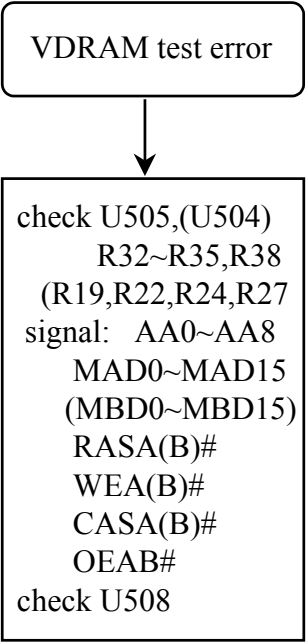 VDRAM test error
check U505,(U504)
R32~R35,R38
(R19,R22,R24,R27
signal: AA0~AA8
MAD0~MAD15
(MBD0~MBD15)
RASA(B)#
WEA(B)#
CASA(B)#
OEAB#
check U508